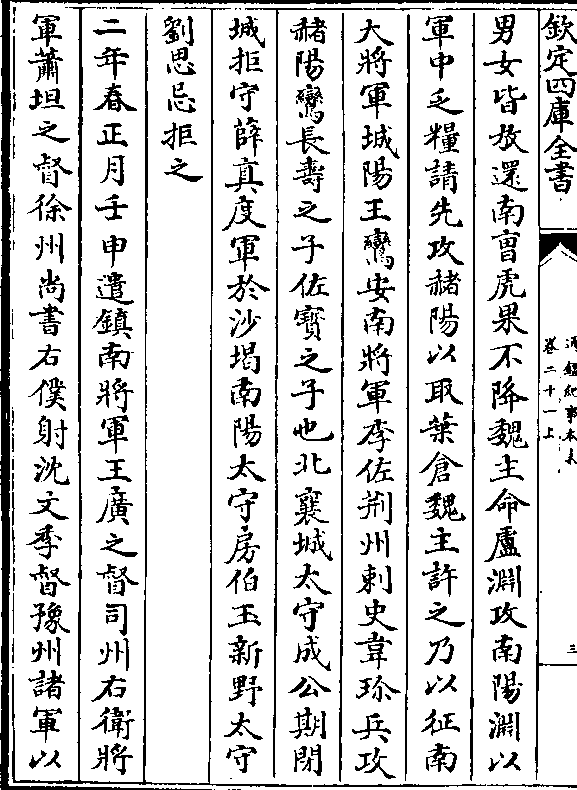 欽定四庫全書
通鑑紀事本末
卷二十一上
三
男女皆放還南曹虎果不降魏主命盧淵攻南陽淵以
軍中乏糧請先攻赭陽以取葉倉魏主許之乃以征南
大將軍城陽王鸞安南將軍李佐荆州刺史韋珍兵攻
赭陽鸞長壽之子佐寶之子也北襄城太守成公期閉
城拒守薛真度軍於沙堨南陽太守房伯玉新野太守
劉思忌拒之
二年春正月壬申遣鎮南將軍王廣之督司州右衛將
軍蕭坦之督徐州尚書右僕射沈文季督豫州諸軍以